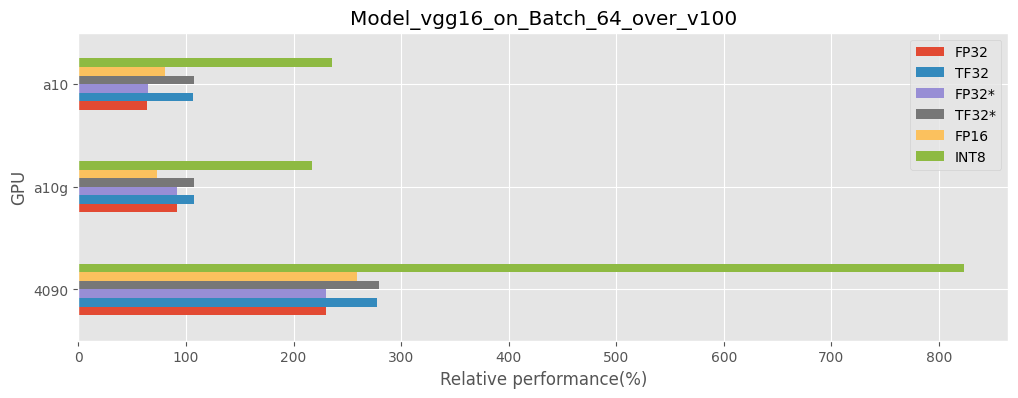 Model_vgg16_on_Batch_64_over_v100
FP32
TF32
FP32*
TF32*
FP16
INT8
GPU
a10
a10g
4090
0 100 200 300 400 500 600 700 800
Relative performance(%)